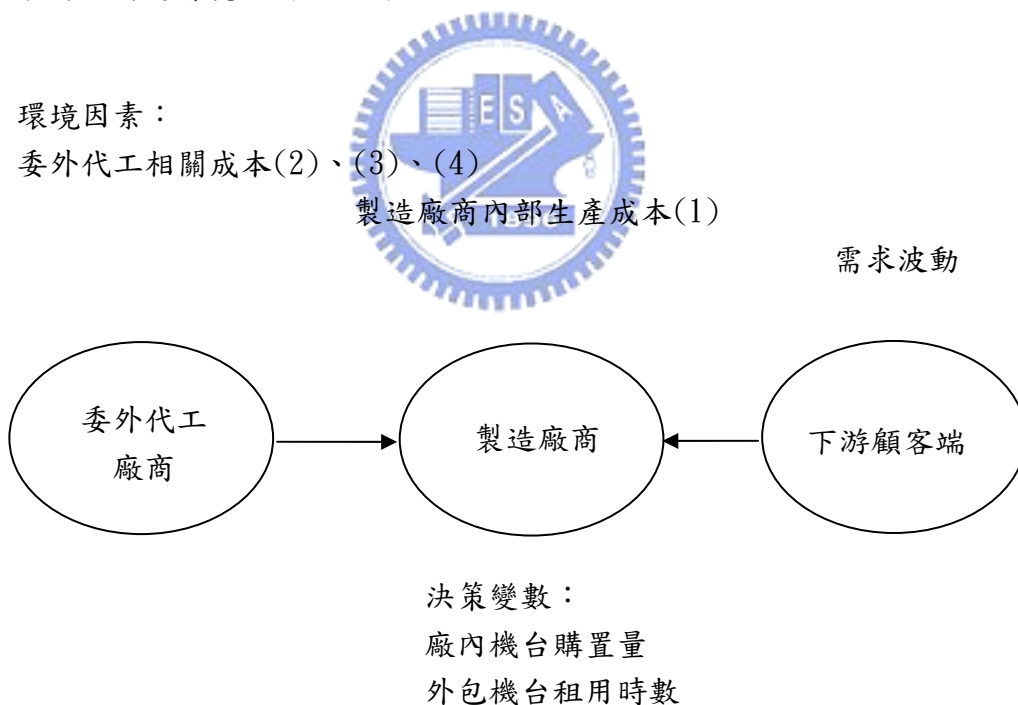 環境因素：
委外代工相關成本(2)、(3)、(4)
製造廠商內部生產成本(1)
需求波動
委外代工
廠商
製造廠商
下游顧客端
決策變數：
廠內機台購置量
外包機台租用時數
ESA
1896